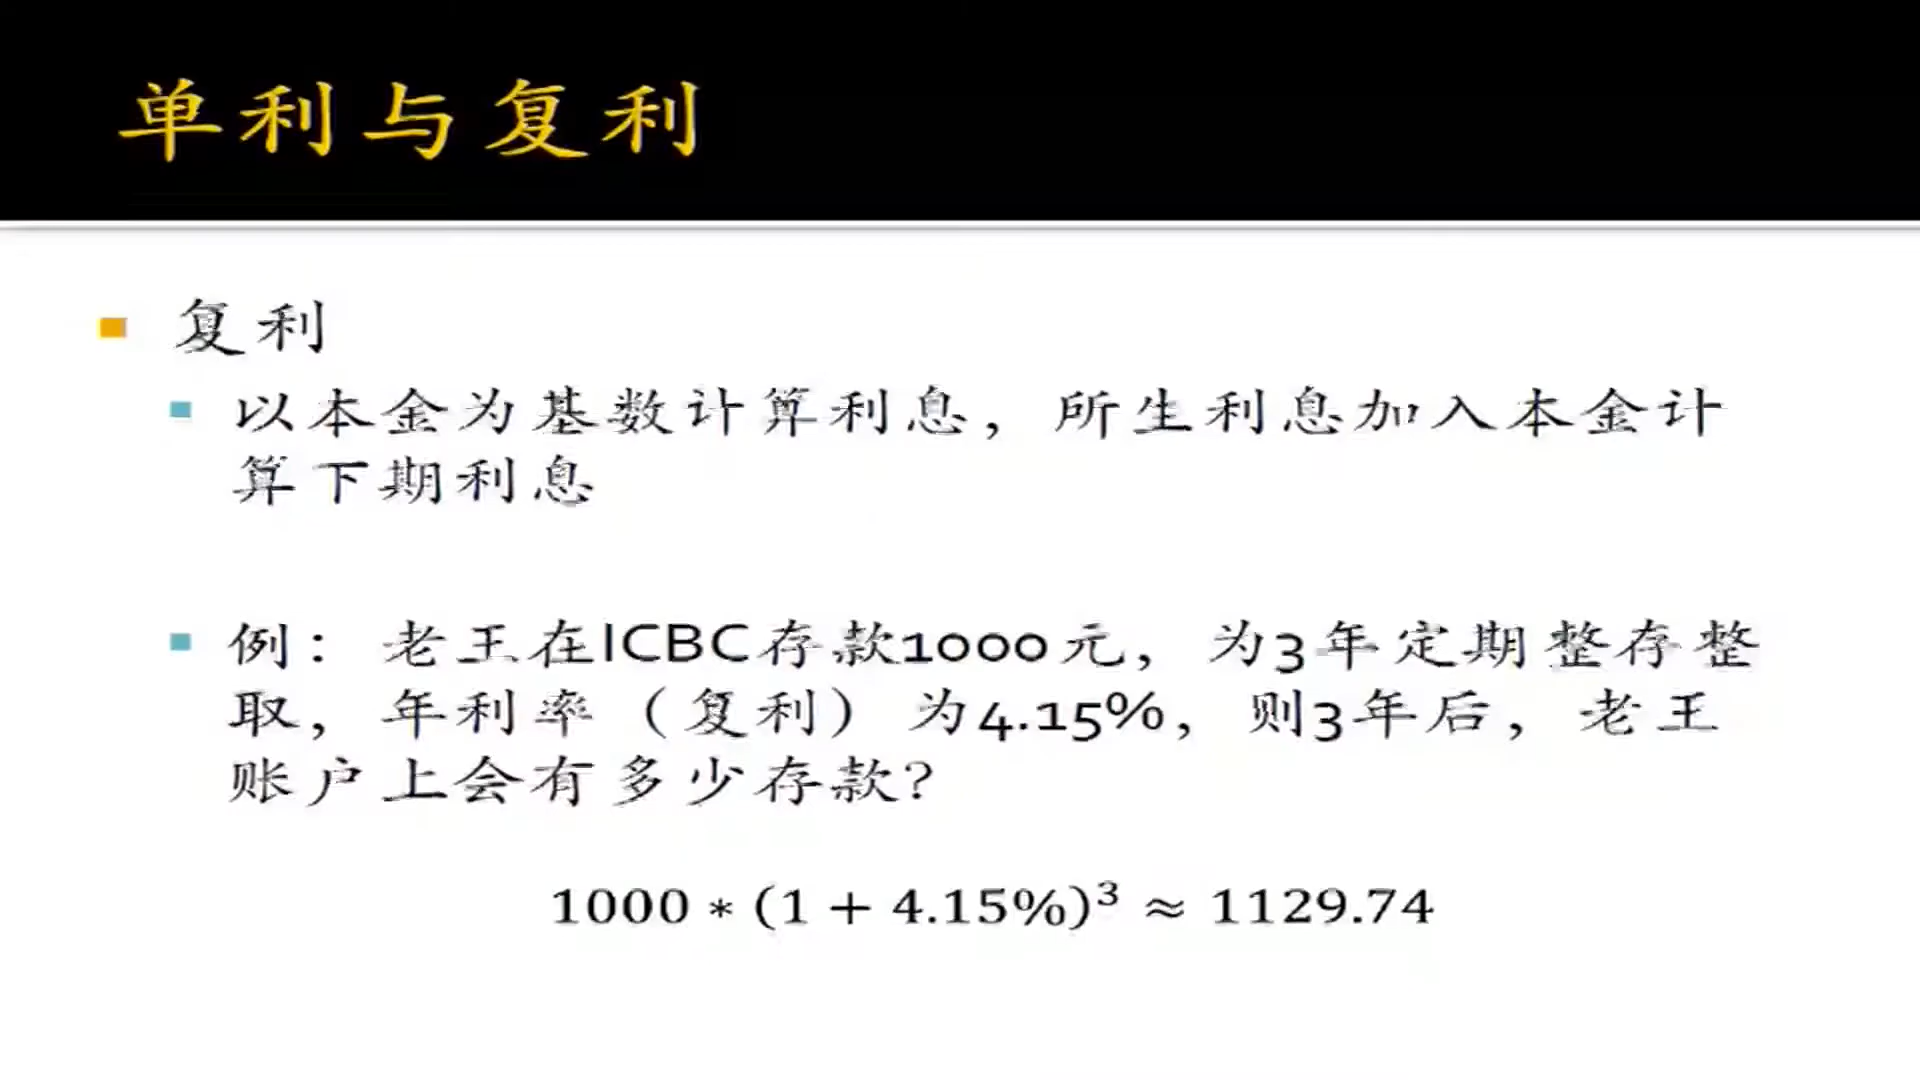 单利与复利
复利
以本金为基数计算利息，所生利息加入本金计
算下期利息
例：老王在ICBC存款1000元，为3年定期整存整
取，年利率（复利）为4.15%，则3年后，老王
账户上会有多少存款？
1000 * (1 + 4.15%)³ ≈ 1129.74